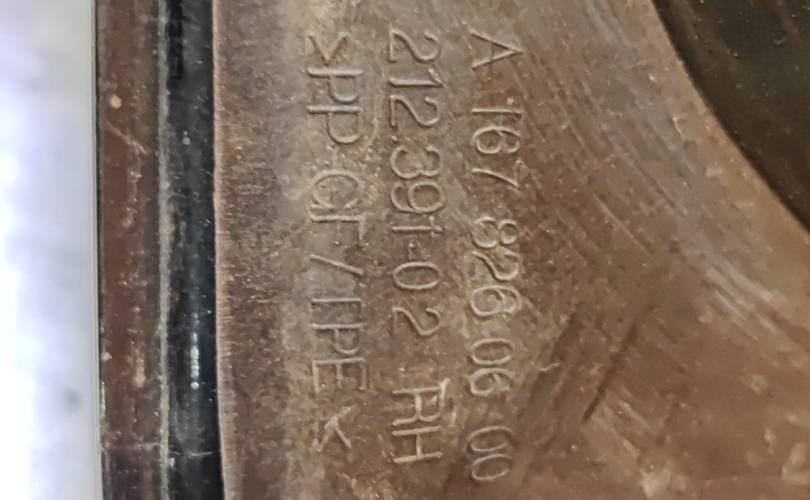 A 167 826 06 00
212.391-02 RH
>PP GF/TPE<